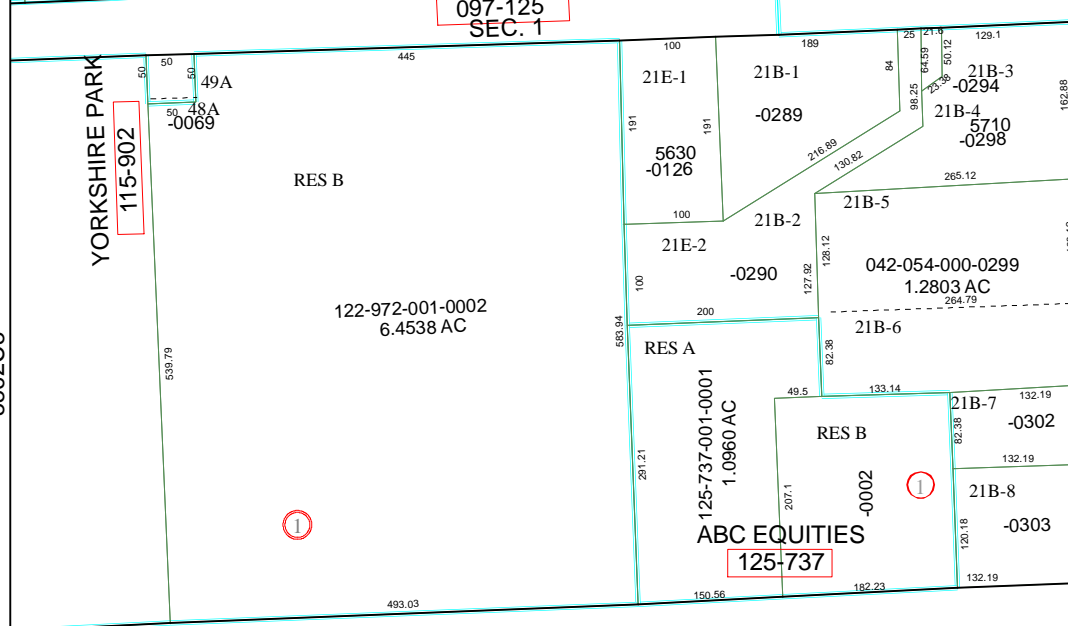 097-125
SEC. 1
YORKSHIRE PARK
115-902
50
50
50
50
49A
48A
-0069
445
RES B
122-972-001-0002
6.4538 AC
539.79
493.03
583.94
291.21
1
100
21E-1
191
191
5630
-0126
100
189
21B-1
-0289
84
25
21.6
64.59
50.12
98.25
23.38
129.1
21B-3
-0294
21B-4
5710
-0298
162.88
216.89
130.82
265.12
21B-2
-0290
21E-2
100
200
127.92
128.12
21B-5
042-054-000-0299
1.2803 AC
264.79
21B-6
82.38
RES A
125-737-001-0001
1.0960 AC
49.5
133.14
RES B
-0002
1
207.1
ABC EQUITIES
125-737
150.56
182.23
21B-7
132.19
-0302
82.38
132.19
21B-8
-0303
120.18
132.19